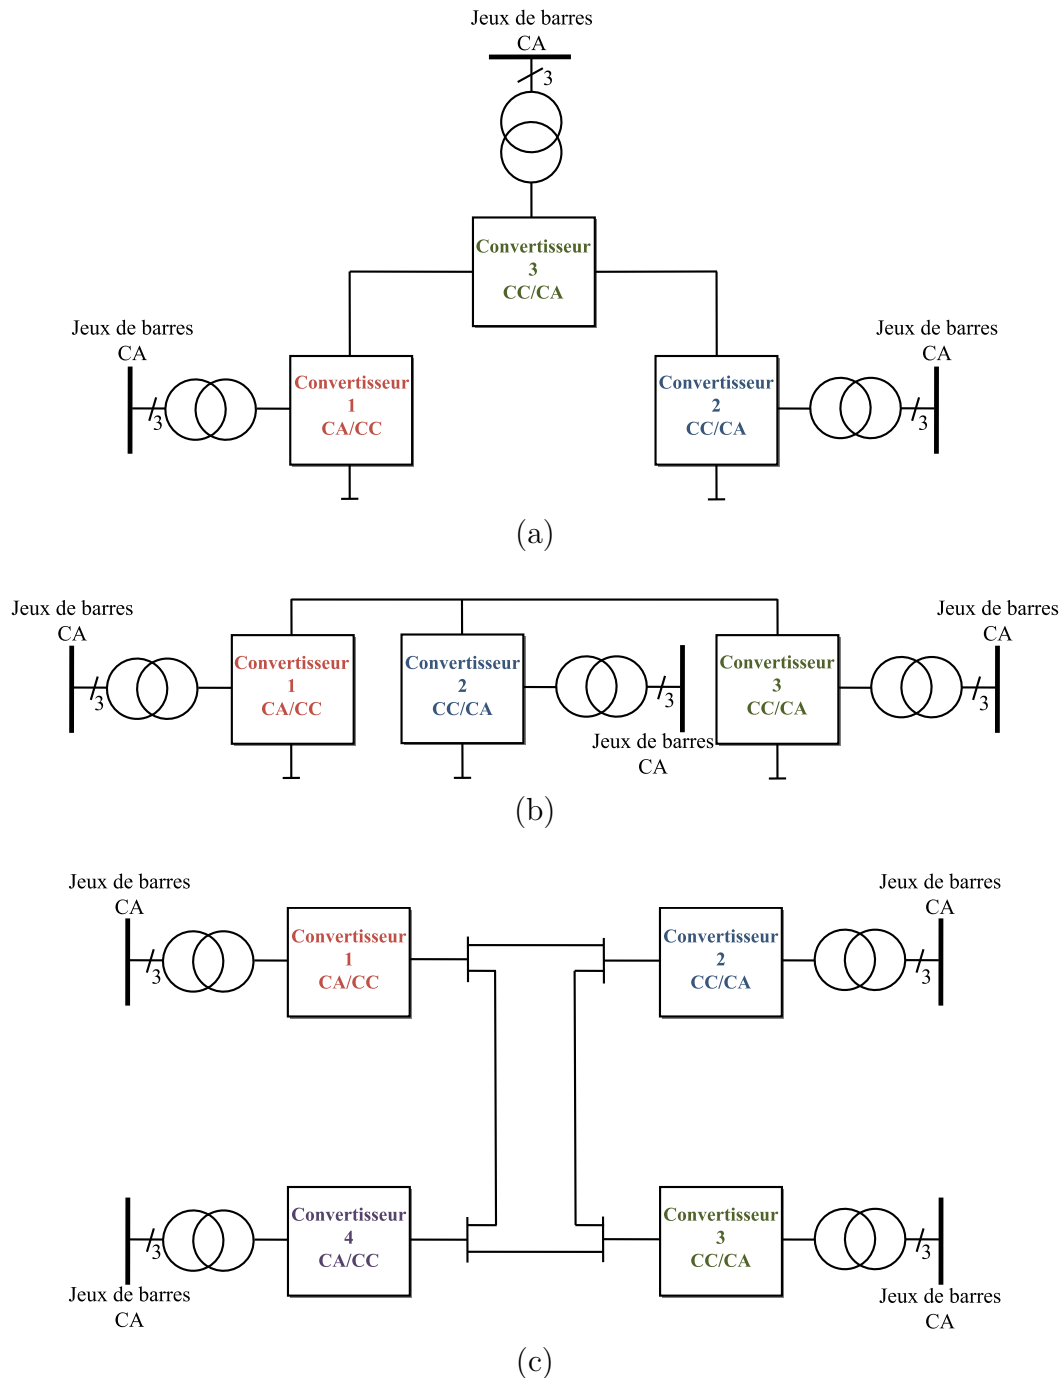 Jeux de barres
CA
3
Convertisseur
3
CC/CA
Jeux de barres
CA
3
Convertisseur
1
CA/CC
Convertisseur
2
CC/CA
Jeux de barres
CA
3
(a)
Jeux de barres
CA
3
Convertisseur
1
CA/CC
Convertisseur
2
CC/CA
3
Jeux de barres
CA
Convertisseur
3
CC/CA
Jeux de barres
CA
3
(b)
Jeux de barres
CA
3
Convertisseur
1
CA/CC
Convertisseur
2
CC/CA
Jeux de barres
CA
3
3
Jeux de barres
CA
Convertisseur
4
CA/CC
Convertisseur
3
CC/CA
3
Jeux de barres
CA
(c)